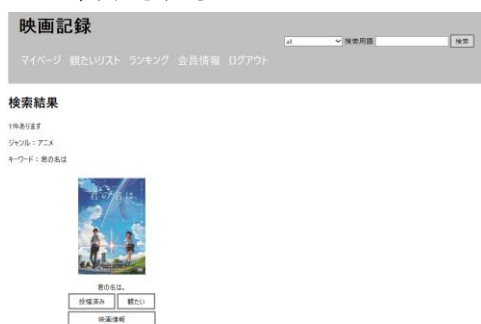 映画記録
all 検索用語 検索
マイページ 観たいリスト ランキング 会員情報 ログアウト
検索結果
1件あります
ジャンル：アニメ
キーワード：君の名は
君の名は。
君の名は。
投稿済み 観たい
映画情報